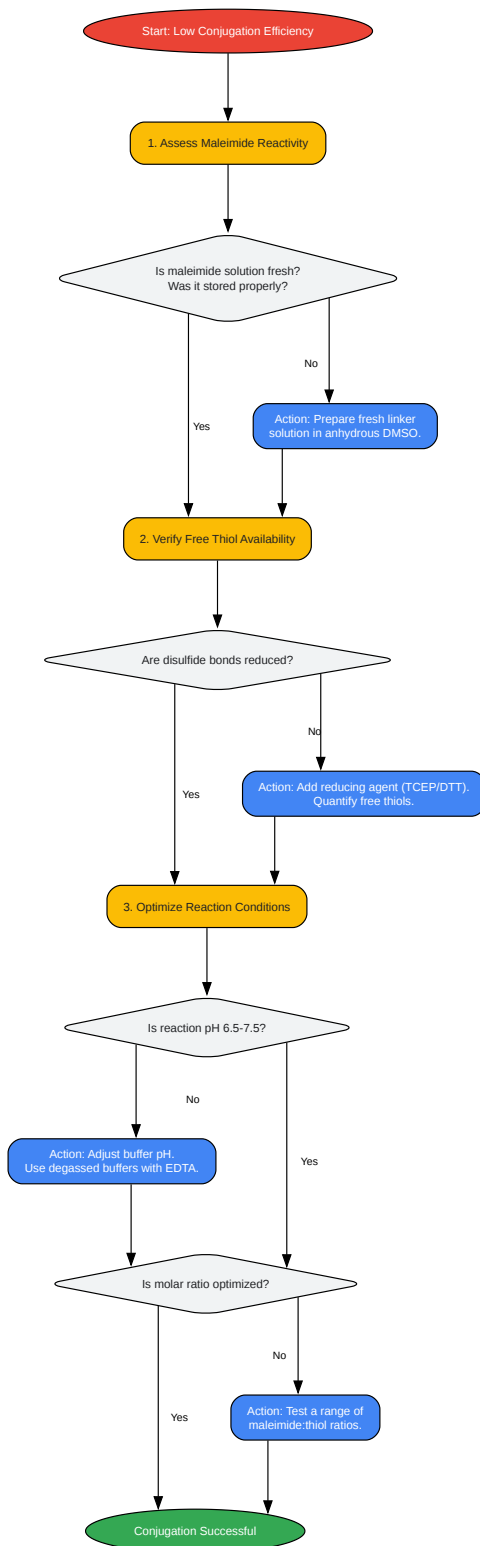 Start: Low Conjugation Efficiency
1. Assess Maleimide Reactivity
Is maleimide solution fresh?
Was it stored properly?
No
Yes
Action: Prepare fresh linker
solution in anhydrous DMSO.
2. Verify Free Thiol Availability
Are disulfide bonds reduced?
No
Yes
Action: Add reducing agent (TCEP/DTT).
Quantify free thiols.
3. Optimize Reaction Conditions
Is reaction pH 6.5-7.5?
No
Yes
Action: Adjust buffer pH.
Use degassed buffers with EDTA.
Is molar ratio optimized?
No
Yes
Action: Test a range of
maleimide:thiol ratios.
Conjugation Successful